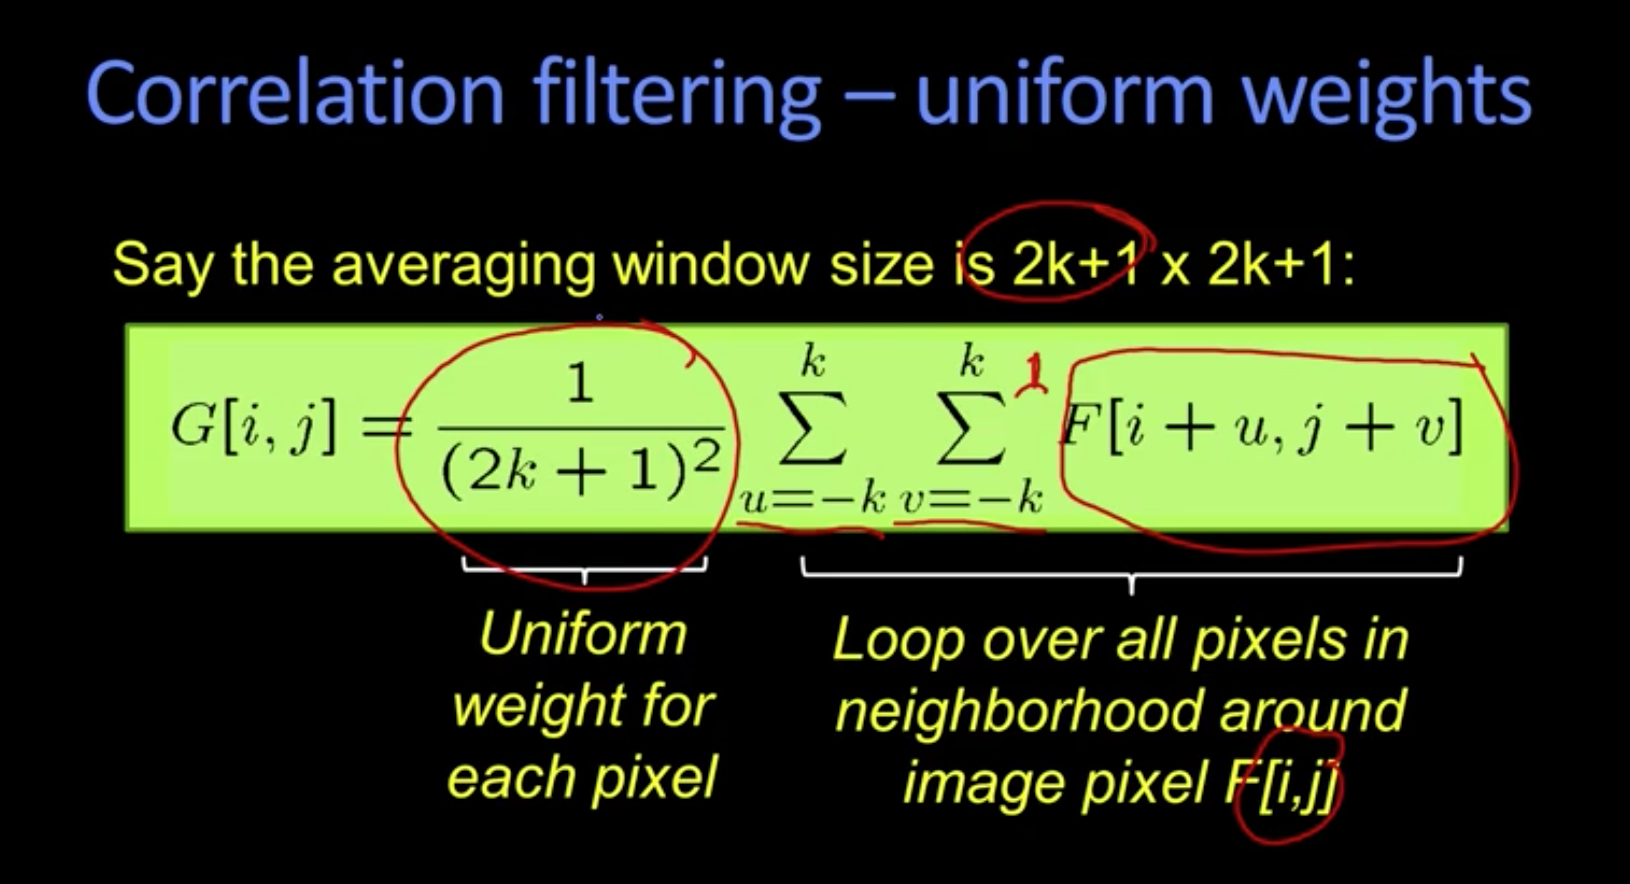 Correlation filtering – uniform weights
Say the averaging window size is 2k+1 x 2k+1:
G[i, j] = \frac{1}{(2k + 1)^2} \sum_{u=-k}^{k} \sum_{v=-k}^{k} 1 F[i + u, j + v]
Uniform
weight for
each pixel
Loop over all pixels in
neighborhood around
image pixel F[i,j]